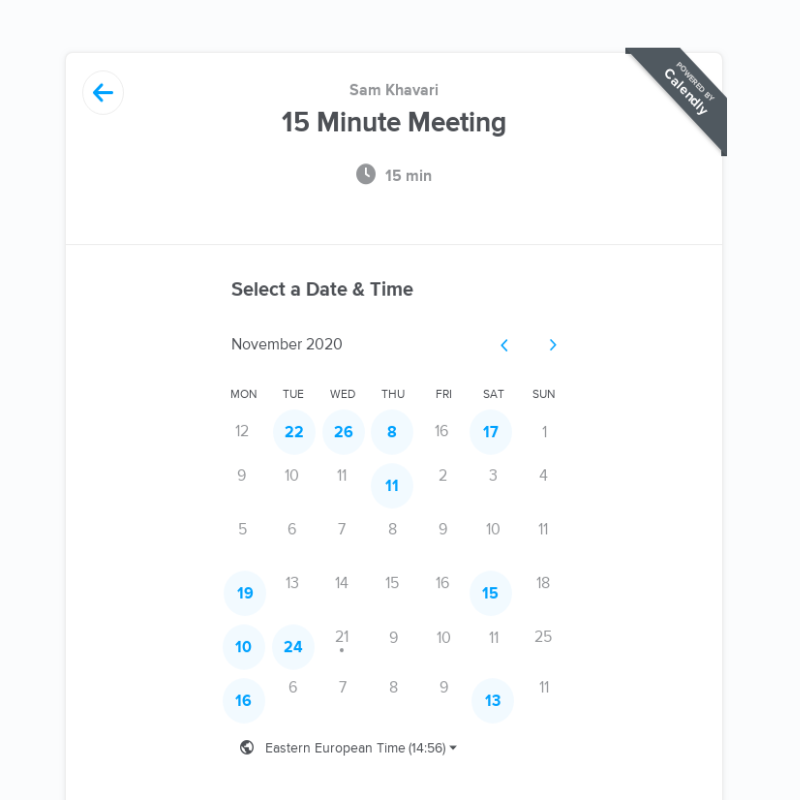 POWERED BY
Calendly
Sam Khavari
15 Minute Meeting
15 min
Select a Date & Time
November 2020
MON TUE WED THU FRI SAT SUN
12 22 26 8 16 17 1
9 10 11 11 2 3 4
5 6 7 8 9 10 11
19 13 14 15 16 15 18
10 24 21 9 10 11 25
16 6 7 8 9 13 11
Eastern European Time (14:56)